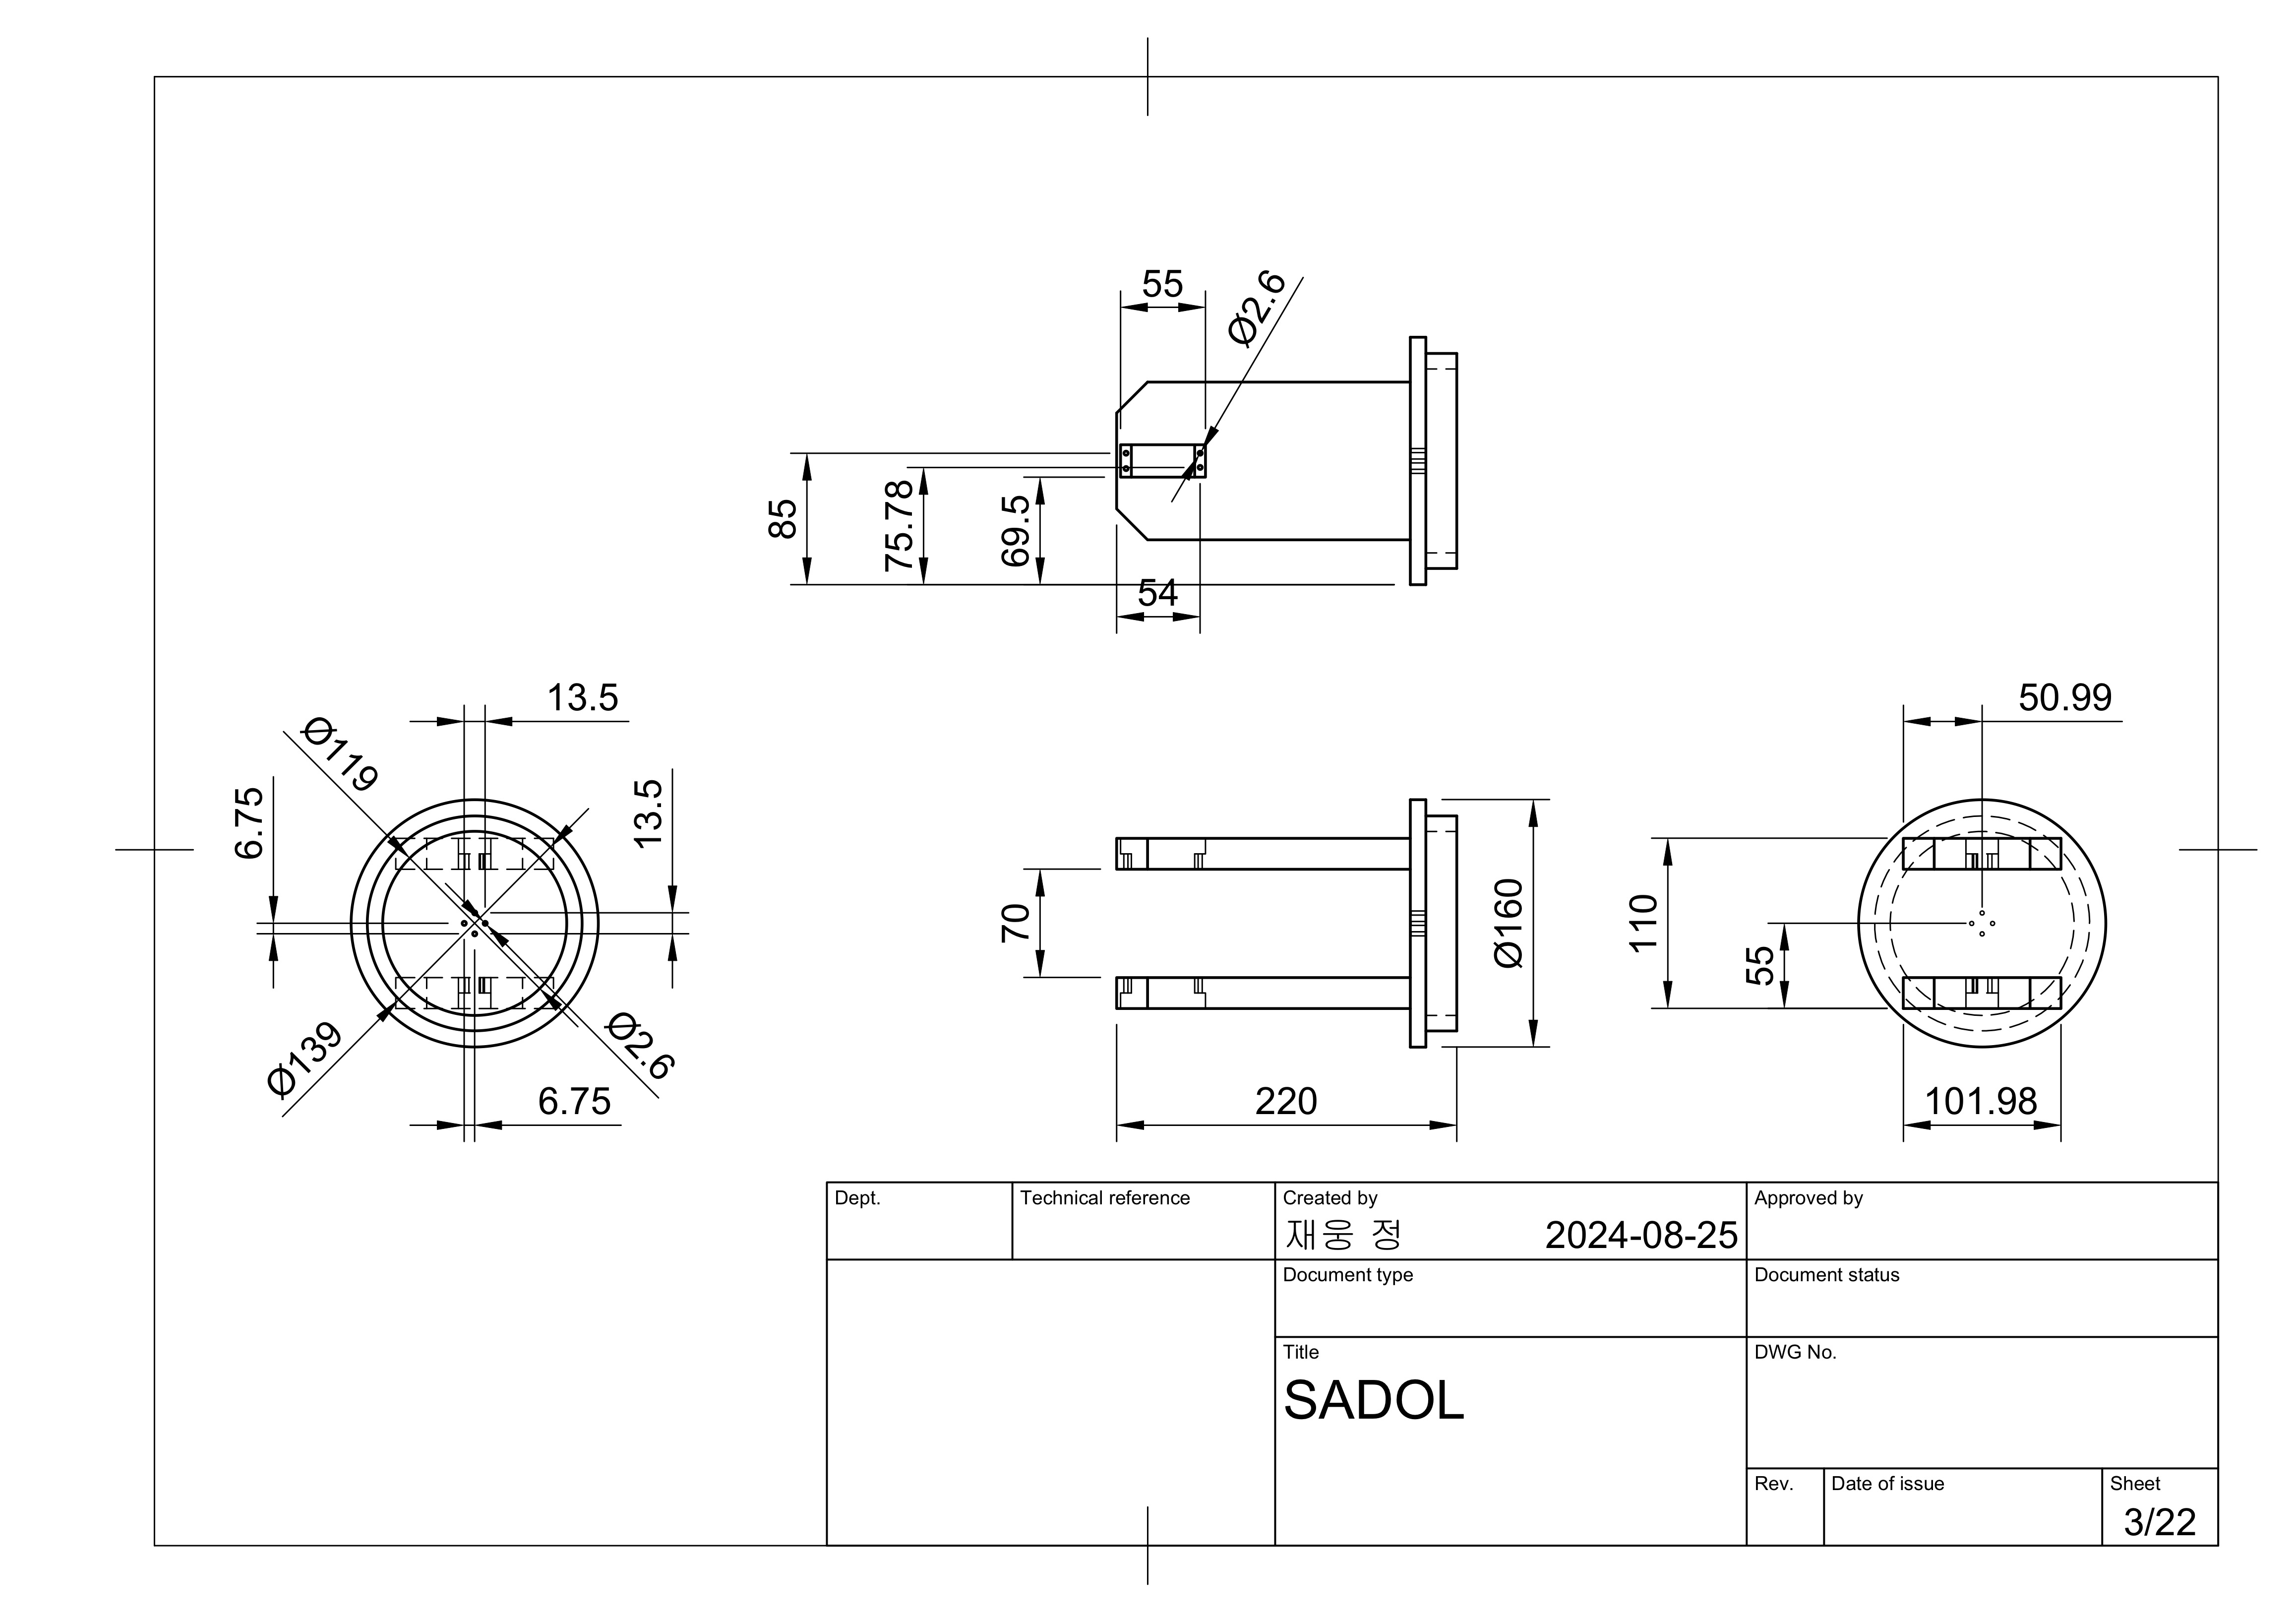 55
Ø2.6
85
75.78
69.5
54
13.5
Ø119
6.75
13.5
Ø139
Ø2.6
6.75
70
Ø160
220
50.99
110
55
101.98
Dept.
Technical reference
Created by
재웅 정 2024-08-25
Approved by
Document type
Document status
Title
SADOL
DWG No.
Rev.
Date of issue
Sheet
3/22